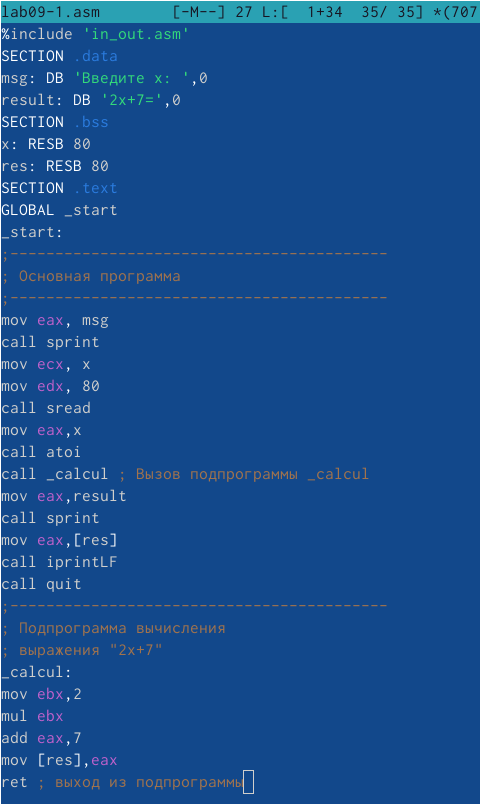 lab09-1.asm [-M--] 27 L:[ 1+34 35/ 35] *(707
%include 'in_out.asm'
SECTION .data
msg: DB 'Введите x: ',0
result: DB '2x+7=',0
SECTION .bss
x: RESB 80
res: RESB 80
SECTION .text
GLOBAL _start
_start:
;------------------------------------------
; Основная программа
;------------------------------------------
mov eax, msg
call sprint
mov ecx, x
mov edx, 80
call sread
mov eax,x
call atoi
call _calcul ; Вызов подпрограммы _calcul
mov eax,result
call sprint
mov eax,[res]
call iprintLF
call quit
;------------------------------------------
; Подпрограмма вычисления
; выражения "2x+7"
_calcul:
mov ebx,2
mul ebx
add eax,7
mov [res],eax
ret ; выход из подпрограммы